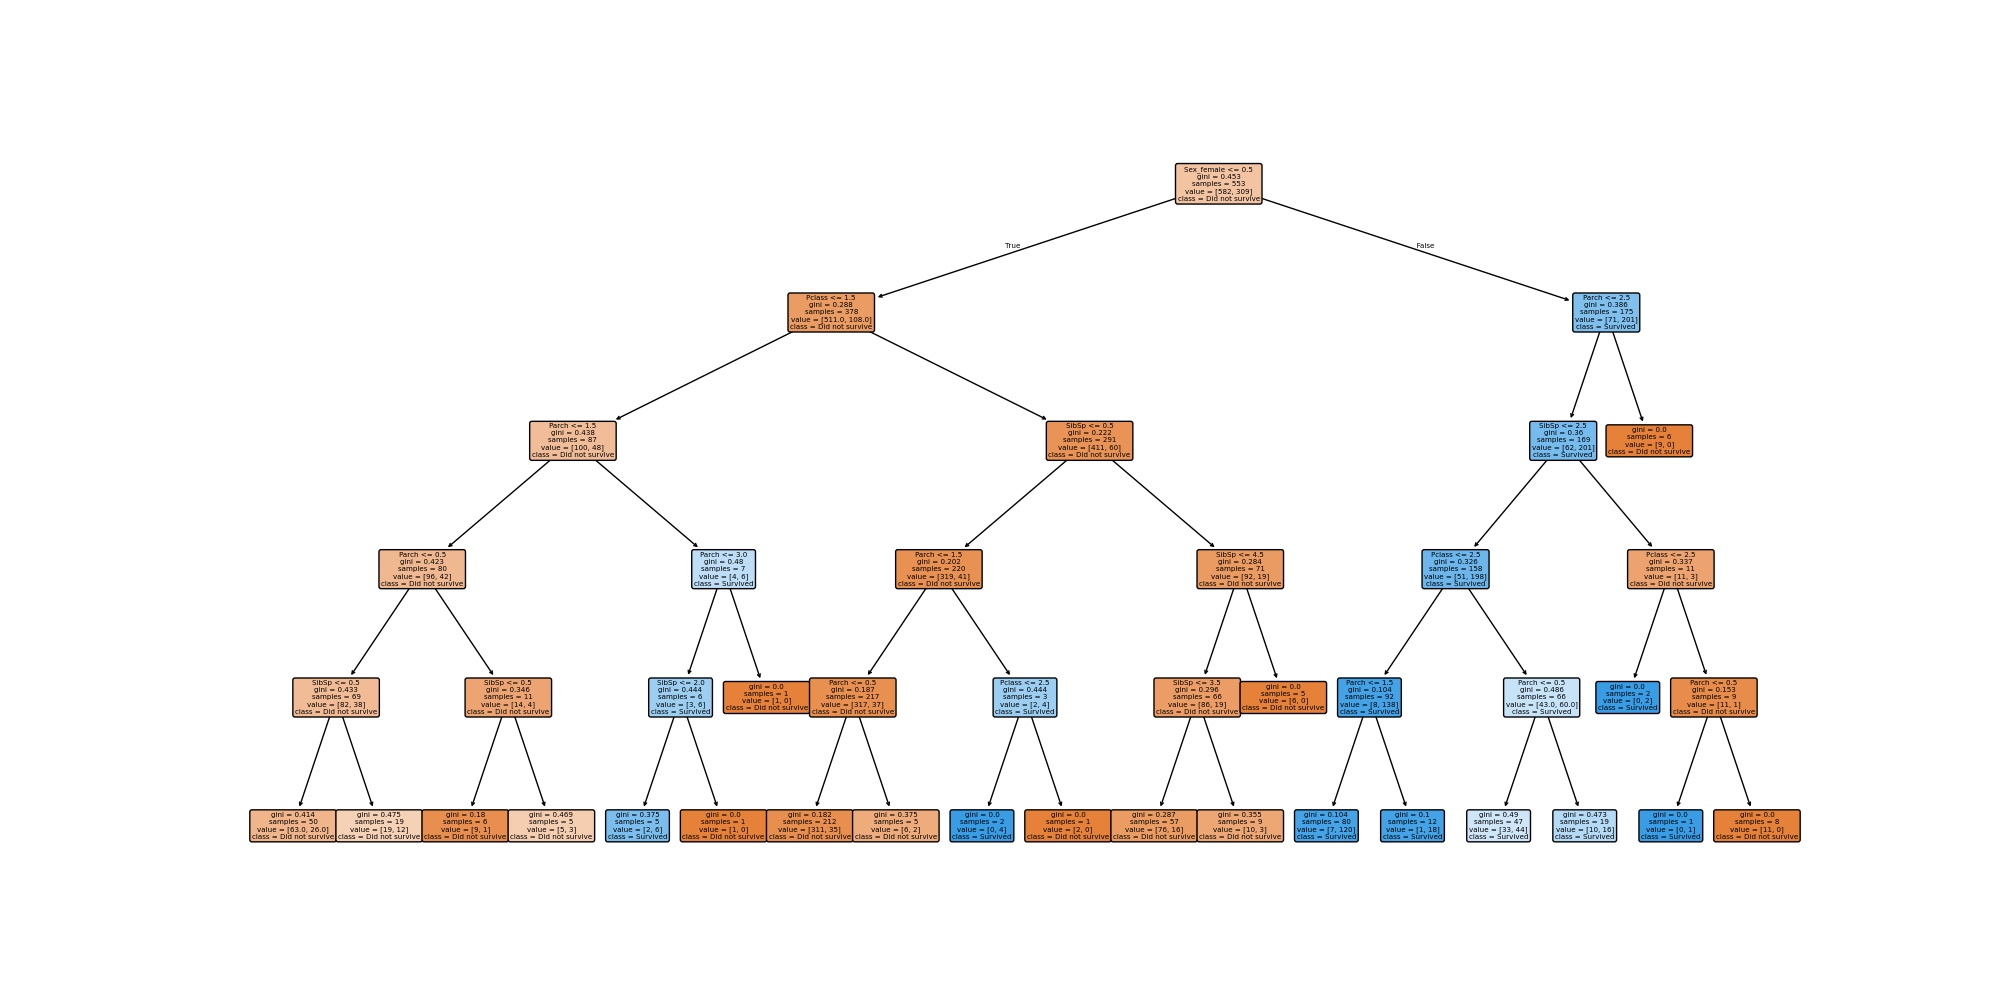 Sex_female <= 0.5
gini = 0.453
samples = 553
value = [582, 309]
class = Did not survive
True
False
Pclass <= 1.5
gini = 0.288
samples = 378
value = [511.0, 108.0]
class = Did not survive
Parch <= 2.5
gini = 0.386
samples = 175
value = [71, 201]
class = Survived
Parch <= 1.5
gini = 0.438
samples = 87
value = [100, 48]
class = Did not survive
SibSp <= 0.5
gini = 0.222
samples = 291
value = [411, 60]
class = Did not survive
SibSp <= 2.5
gini = 0.36
samples = 169
value = [62, 201]
class = Survived
gini = 0.0
samples = 6
value = [9, 0]
class = Did not survive
Parch <= 0.5
gini = 0.423
samples = 80
value = [96, 42]
class = Did not survive
Parch <= 3.0
gini = 0.48
samples = 7
value = [4, 6]
class = Survived
Parch <= 1.5
gini = 0.202
samples = 220
value = [319, 41]
class = Did not survive
SibSp <= 4.5
gini = 0.284
samples = 71
value = [92, 19]
class = Did not survive
Pclass <= 2.5
gini = 0.326
samples = 158
value = [51, 198]
class = Survived
Pclass <= 2.5
gini = 0.337
samples = 11
value = [11, 3]
class = Did not survive
SibSp <= 0.5
gini = 0.433
samples = 69
value = [82, 38]
class = Did not survive
SibSp <= 0.5
gini = 0.346
samples = 11
value = [14, 4]
class = Did not survive
SibSp <= 2.0
gini = 0.444
samples = 6
value = [3, 6]
class = Survived
gini = 0.0
samples = 1
value = [1, 0]
class = Did not survive
Parch <= 0.5
gini = 0.187
samples = 217
value = [317, 37]
class = Did not survive
Pclass <= 2.5
gini = 0.444
samples = 3
value = [2, 4]
class = Survived
SibSp <= 3.5
gini = 0.296
samples = 66
value = [86, 19]
class = Did not survive
gini = 0.0
samples = 5
value = [6, 0]
class = Did not survive
Parch <= 1.5
gini = 0.104
samples = 92
value = [8, 138]
class = Survived
Parch <= 0.5
gini = 0.486
samples = 66
value = [43.0, 60.0]
class = Survived
gini = 0.0
samples = 2
value = [0, 2]
class = Survived
Parch <= 0.5
gini = 0.153
samples = 9
value = [11, 1]
class = Did not survive
gini = 0.414
samples = 50
value = [63.0, 26.0]
class = Did not survive
gini = 0.475
samples = 19
value = [19, 12]
class = Did not survive
gini = 0.18
samples = 6
value = [9, 1]
class = Did not survive
gini = 0.469
samples = 5
value = [5, 3]
class = Did not survive
gini = 0.375
samples = 5
value = [2, 6]
class = Survived
gini = 0.0
samples = 1
value = [1, 0]
class = Did not survive
gini = 0.182
samples = 212
value = [311, 35]
class = Did not survive
gini = 0.375
samples = 5
value = [6, 2]
class = Did not survive
gini = 0.0
samples = 2
value = [0, 4]
class = Survived
gini = 0.0
samples = 1
value = [2, 0]
class = Did not survive
gini = 0.287
samples = 57
value = [76, 16]
class = Did not survive
gini = 0.355
samples = 9
value = [10, 3]
class = Did not survive
gini = 0.104
samples = 80
value = [7, 120]
class = Survived
gini = 0.1
samples = 12
value = [1, 18]
class = Survived
gini = 0.49
samples = 47
value = [33, 44]
class = Survived
gini = 0.473
samples = 19
value = [10, 16]
class = Survived
gini = 0.0
samples = 1
value = [0, 1]
class = Survived
gini = 0.0
samples = 8
value = [11, 0]
class = Did not survive